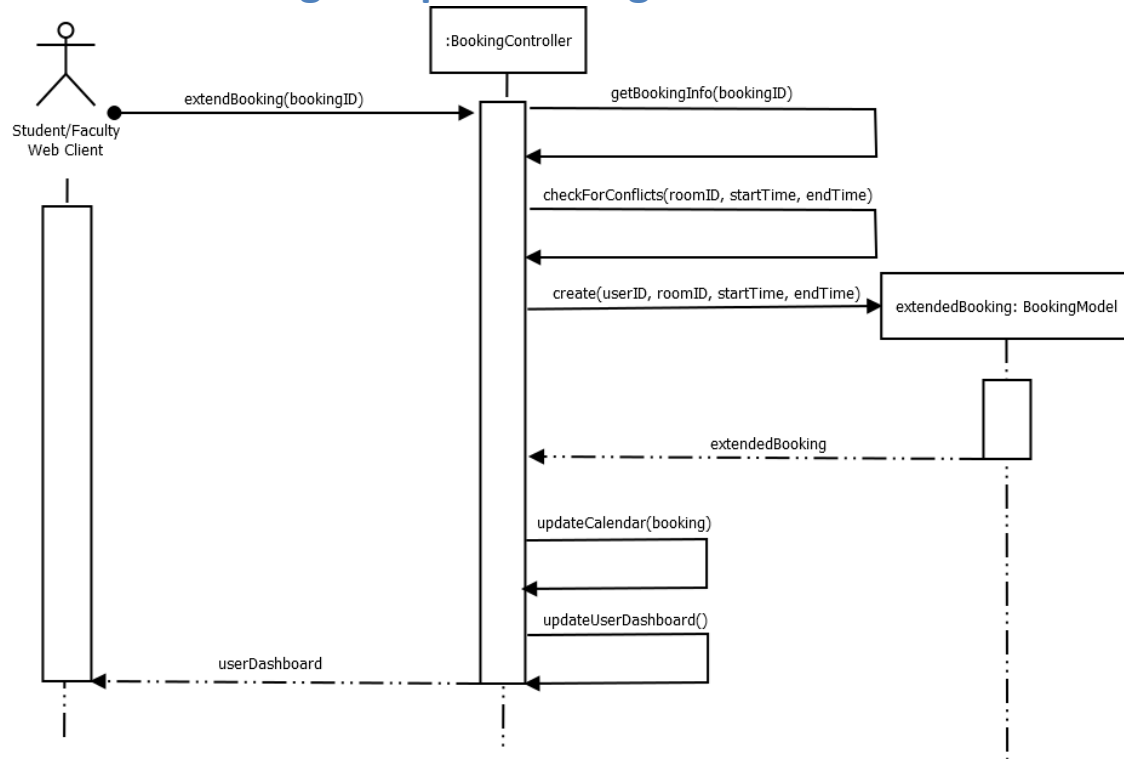 :BookingController
extendBooking(bookingID)
getBookingInfo(bookingID)
Student/Faculty
Web Client
checkForConflicts(roomID, startTime, endTime)
create(userID, roomID, startTime, endTime)
extendedBooking: BookingModel
extendedBooking
updateCalendar(booking)
updateUserDashboard()
userDashboard